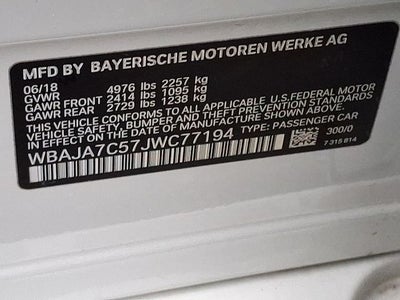 MFD BY BAYERISCHE MOTOREN WERKE AG
06/18
GVWR 4976 lbs 2257 kg
GAWR FRONT 2414 lbs 1095 kg
GAWR REAR 2729 lbs 1238 kg
THIS VEHICLE CONFORMS TO ALL APPLICABLE U.S.FEDERAL MOTOR
VEHICLE SAFETY, BUMPER, AND THEFT PREVENTION STANDARDS IN
EFFECT ON THE DATE OF MANUFACTURE SHOWN ABOVE.
WBAJA7C57JWC77194 TYPE: PASSENGER CAR
300/0
7 315 814